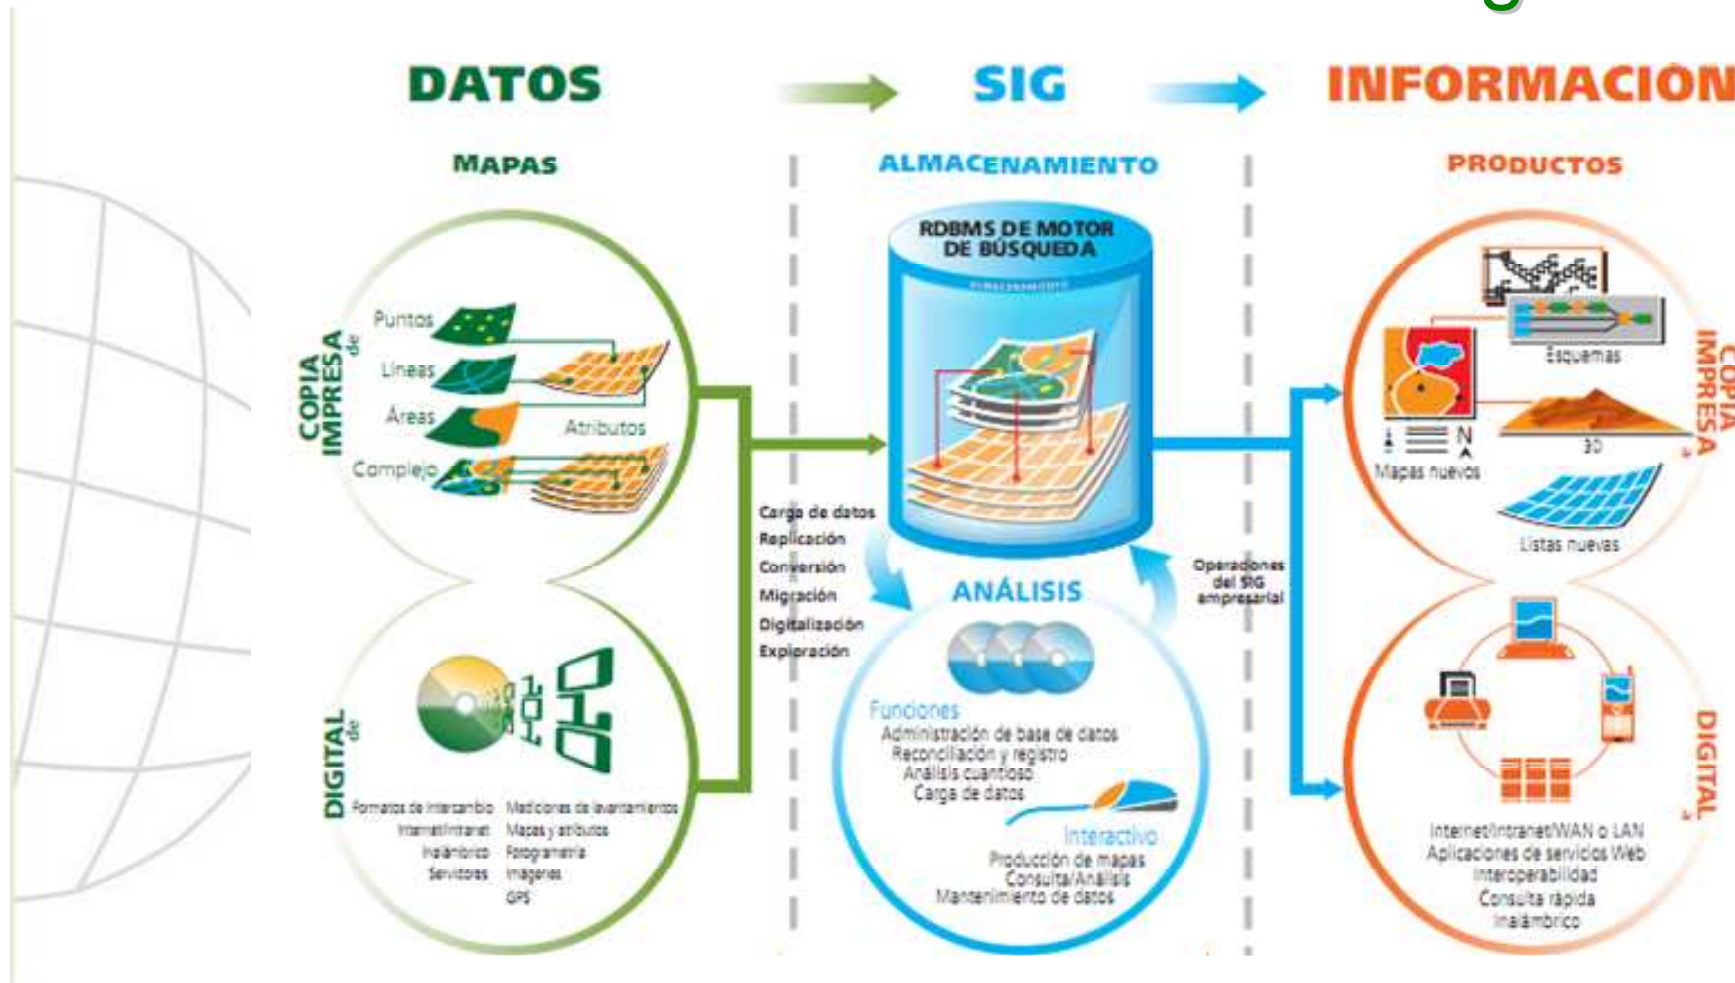 DATOS
SIG
INFORMACIÓN
MAPAS
ALMACENAMIENTO
PRODUCTOS
COPIA
IMPRESA
de
Puntos
Líneas
Áreas
Atributos
Complejo
DIGITAL
de
Formatos de intercambio
Internet/Intranet
Inalámbrico
Servidores
Mediciones de levantamientos
Mapas y atributos
Fotogrametría
Imágenes
GPS
RDBMS DE MOTOR
DE BÚSQUEDA
ALMACENAMIENTO
Carga de datos
Replicación
Conversión
Migración
Digitalización
Exploración
ANÁLISIS
Funciones
Administración de base de datos
Reconciliación y registro
Análisis cuantioso
Carga de datos
Interactivo
Producción de mapas
Consulta/Análisis
Mantenimiento de datos
Operaciones
del SIG
empresarial
Esquemas
N
Mapas nuevos
3D
Listas nuevas
COPIA
IMPRESA
a
Internet/Intranet/WAN o LAN
Aplicaciones de servicios Web
Interoperabilidad
Consulta rápida
Inalámbrico
DIGITAL
a